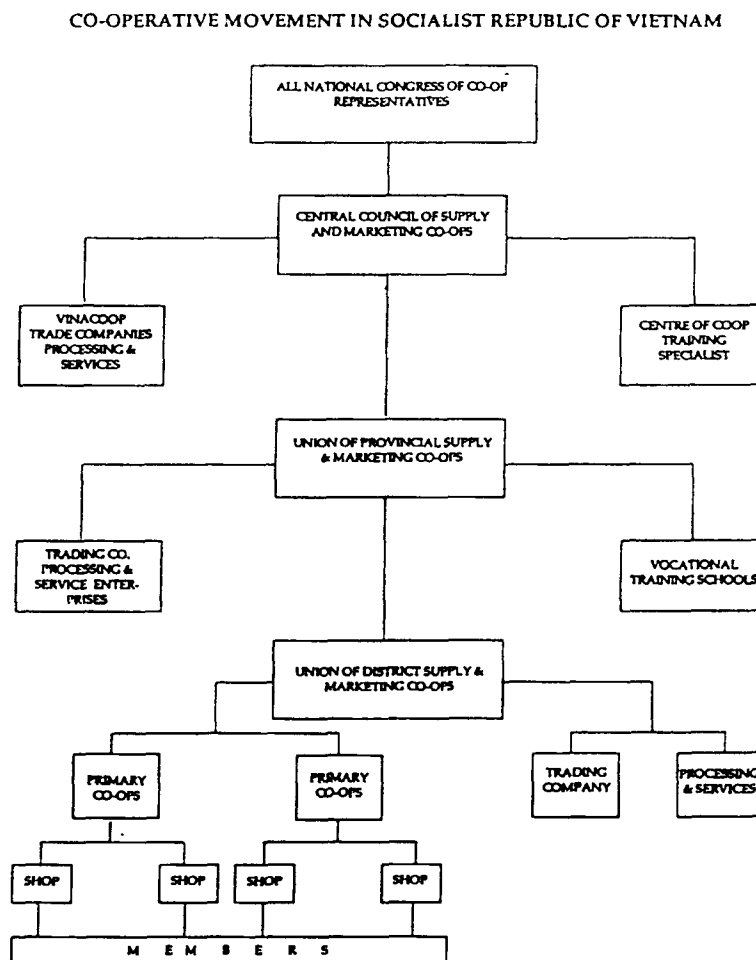 CO-OPERATIVE MOVEMENT IN SOCIALIST REPUBLIC OF VIETNAM
ALL NATIONAL CONGRESS OF CO-OP
REPRESENTATIVES
CENTRAL COUNCIL OF SUPPLY
AND MARKETING CO-OPS
VINACOOP
TRADE COMPANIES
PROCESSING &
SERVICES
CENTRE OF COOP
TRAINING
SPECIALIST
UNION OF PROVINCIAL SUPPLY
& MARKETING CO-OPS
TRADING CO,
PROCESSING &
SERVICE ENTER-
PRISES
VOCATIONAL
TRAINING SCHOOLS
UNION OF DISTRICT SUPPLY &
MARKETING CO-OPS
PRIMARY
CO-OPS
PRIMARY
CO-OPS
TRADING
COMPANY
PROCESSING
& SERVICES
SHOP
SHOP
SHOP
SHOP
M E M B E R S